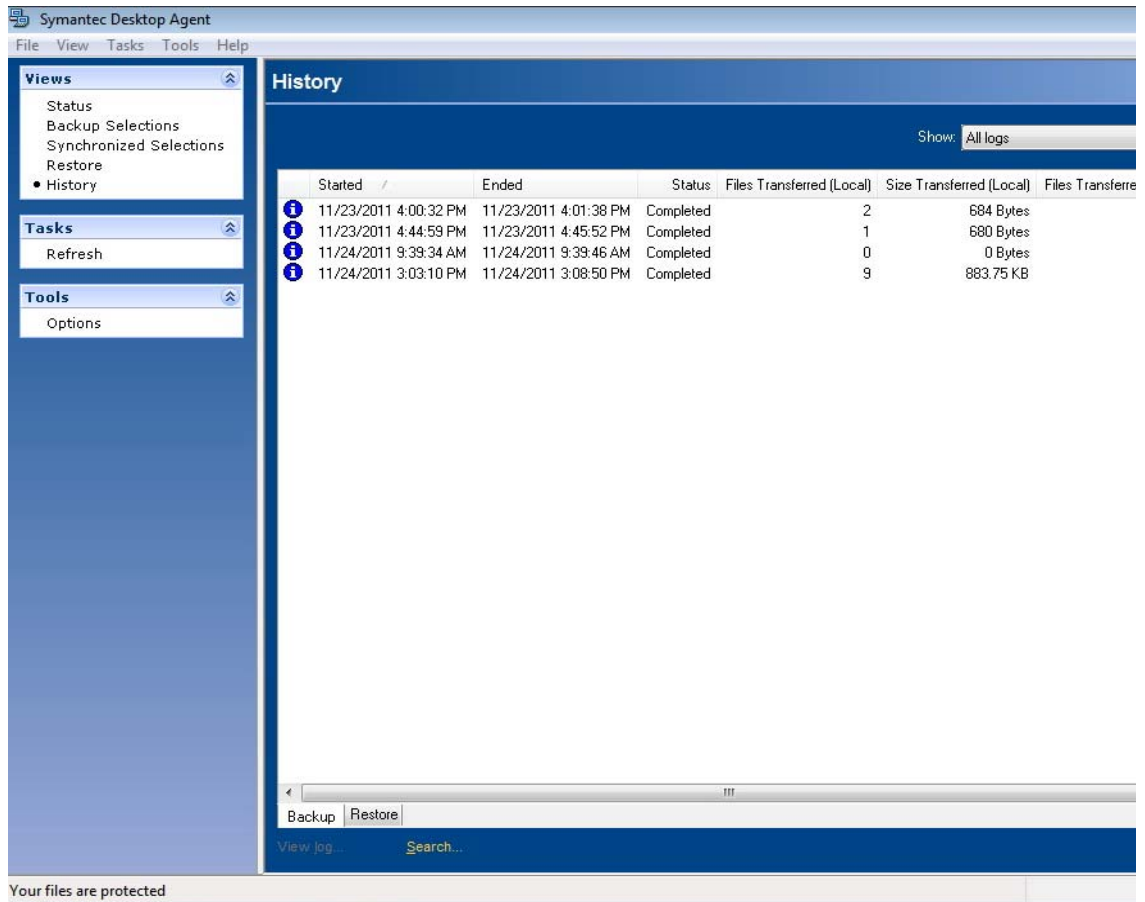 Symantec Desktop Agent
File View Tasks Tools Help
Views
Status
Backup Selections
Synchronized Selections
Restore
History
Tasks
Refresh
Tools
Options
History
Show: All logs
Started Ended Status Files Transferred (Local) Size Transferred (Local) Files Transferre
11/23/2011 4:00:32 PM 11/23/2011 4:01:38 PM Completed 2 684 Bytes
11/23/2011 4:44:59 PM 11/23/2011 4:45:52 PM Completed 1 680 Bytes
11/24/2011 9:39:34 AM 11/24/2011 9:39:46 AM Completed 0 0 Bytes
11/24/2011 3:03:10 PM 11/24/2011 3:08:50 PM Completed 9 883.75 KB
Backup Restore
View log... Search...
Your files are protected